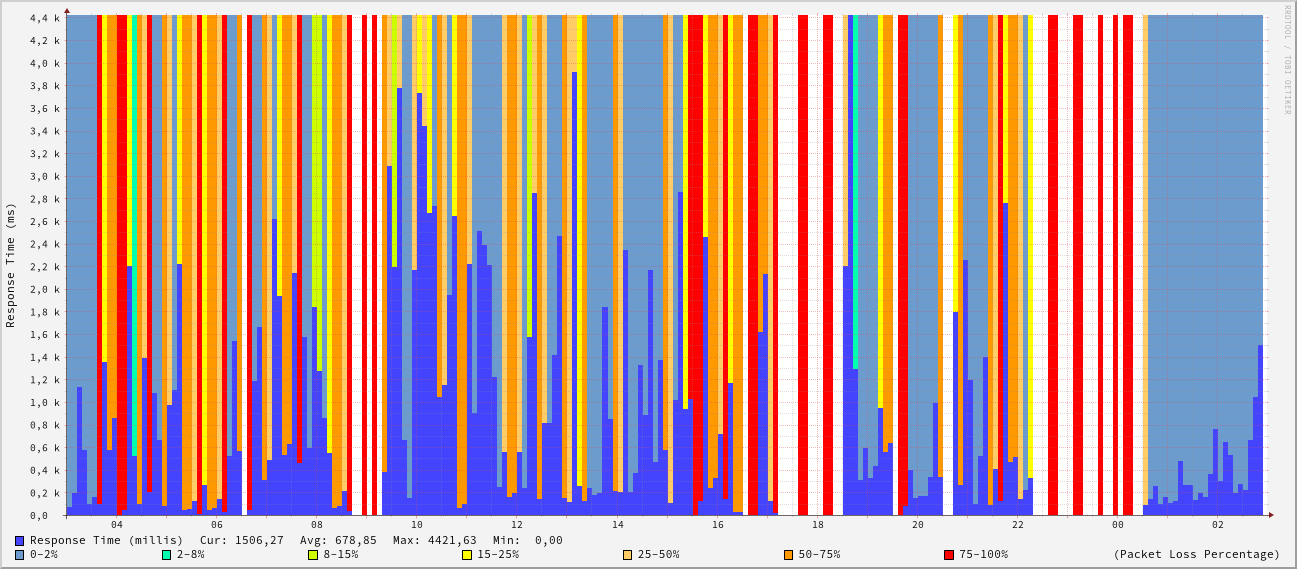 RRDTOOL / TOBI OETIKER
Response Time (ms)
4,4 k
4,2 k
4,0 k
3,8 k
3,6 k
3,4 k
3,2 k
3,0 k
2,8 k
2,6 k
2,4 k
2,2 k
2,0 k
1,8 k
1,6 k
1,4 k
1,2 k
1,0 k
0,8 k
0,6 k
0,4 k
0,2 k
0,0
04 06 08 10 12 14 16 18 20 22 00 02
Response Time (millis) Cur: 1506,27 Avg: 678,85 Max: 4421,63 Min: 0,00
0-2% 2-8% 8-15% 15-25% 25-50% 50-75% 75-100% (Packet Loss Percentage)